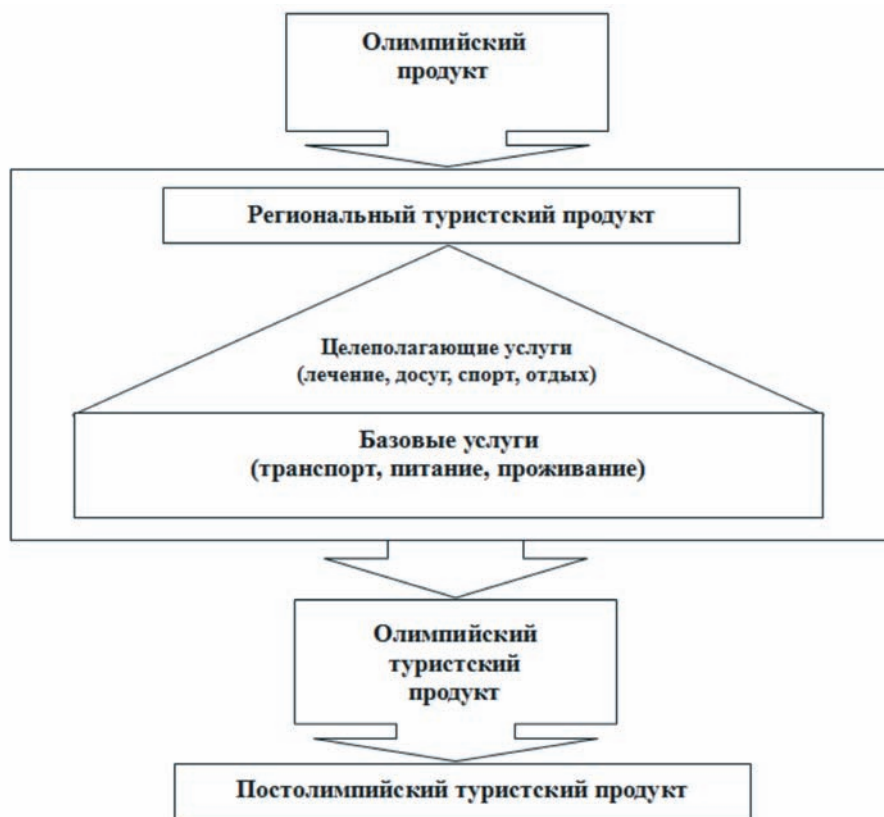 Олимпийский
продукт
Региональный туристский продукт
Целеполагающие услуги
(лечение, досуг, спорт, отдых)
Базовые услуги
(транспорт, питание, проживание)
Олимпийский
туристский
продукт
Постолимпийский туристский продукт